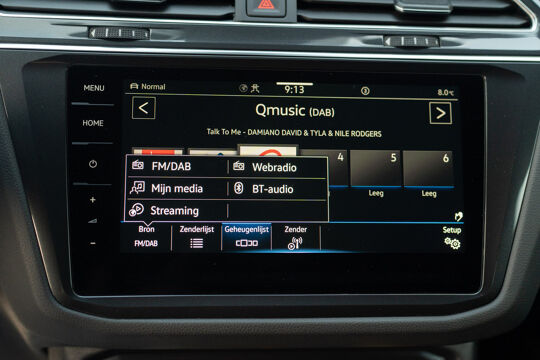 MENU
Normal
9:13
3
8.0°C
HOME
Qmusic (DAB)
Talk To Me - DAMIANO DAVID & TYLA & NILE RODGERS
4
5
6
FM/DAB
Webradio
Mijn media
BT-audio
Leeg
Leeg
Streaming
Bron
Zenderlijst
Geheugenlijst
Zender
Setup
FM/DAB